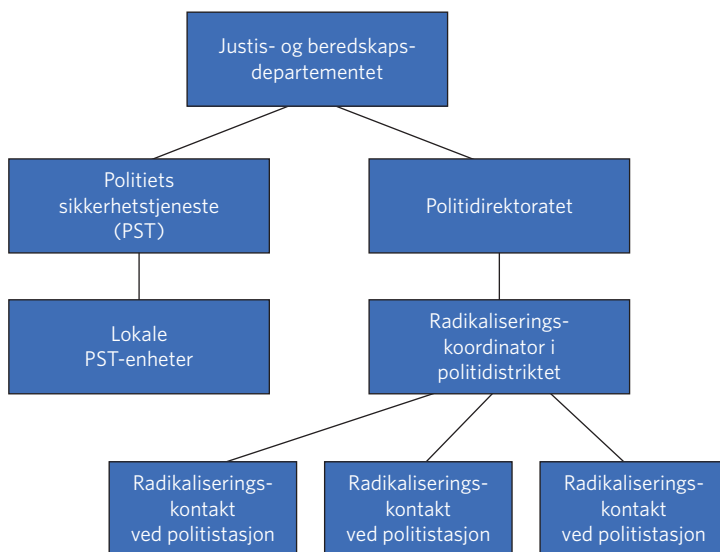 Justis- og beredskaps-
departementet
Politiets
sikkerhetstjeneste
(PST)
Politidirektoratet
Lokale
PST-enheter
Radikaliserings-
koordinator i
politidistriktet
Radikaliserings-
kontakt
ved politistasjon
Radikaliserings-
kontakt
ved politistasjon
Radikaliserings-
kontakt
ved politistasjon